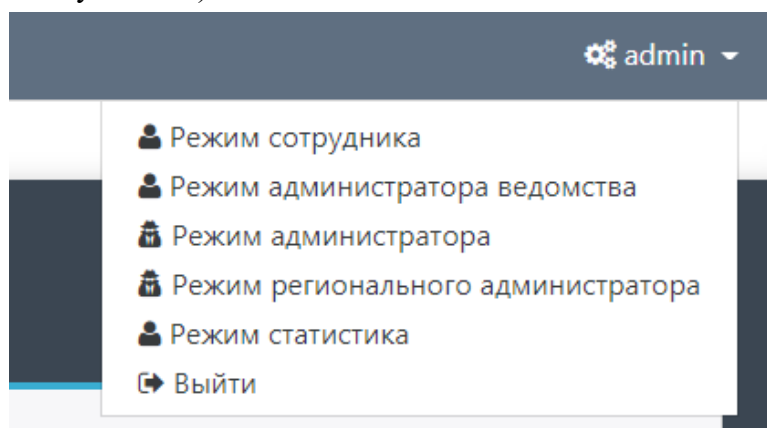 admin
Режим сотрудника
Режим администратора ведомства
Режим администратора
Режим регионального администратора
Режим статистика
Выйти